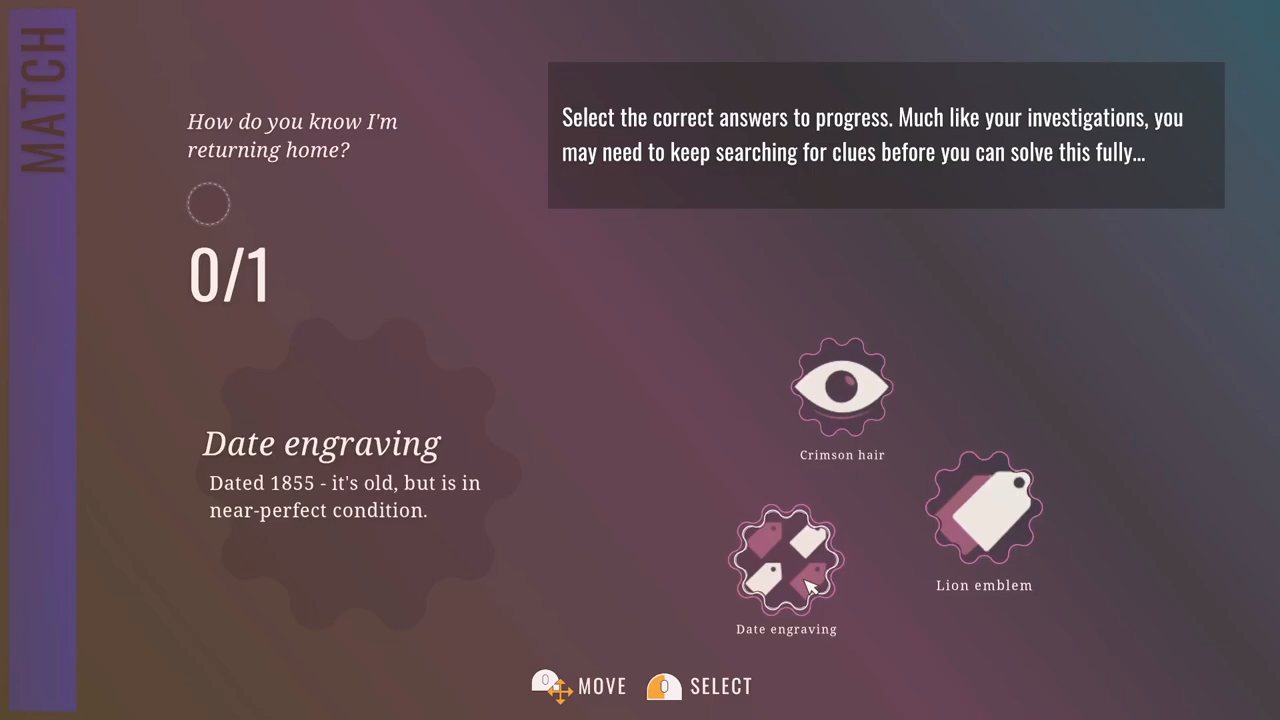 MATCH
How do you know I'm
returning home?
0/1
Select the correct answers to progress. Much like your investigations, you
may need to keep searching for clues before you can solve this fully...
Date engraving
Dated 1855 - it's old, but is in
near-perfect condition.
Crimson hair
Lion emblem
Date engraving
MOVE
SELECT